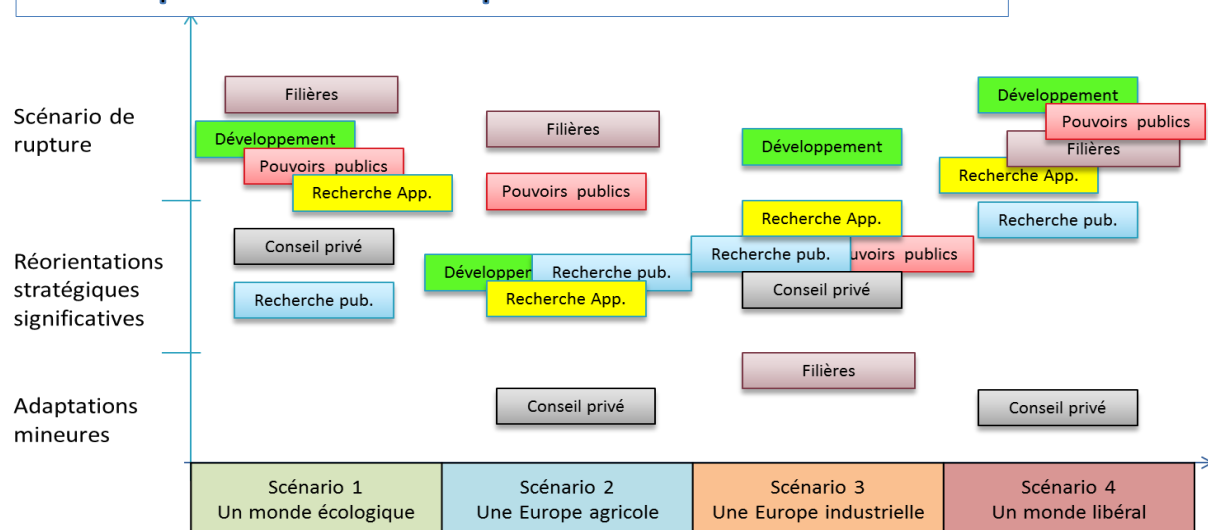 Scénario de
rupture
Réorientations
stratégiques
significatives
Adaptations
mineures
Filières
Développement
Pouvoirs publics
Recherche App.
Conseil privé
Recherche pub.
Filières
Pouvoirs publics
Développer
Recherche pub.
Recherche App.
Conseil privé
Développement
Recherche App.
Recherche pub.
uvoirs publics
Conseil privé
Filières
Développement
Pouvoirs publics
Filières
Recherche App.
Recherche pub.
Conseil privé
Scénario 1
Un monde écologique
Scénario 2
Une Europe agricole
Scénario 3
Une Europe industrielle
Scénario 4
Un monde libéral